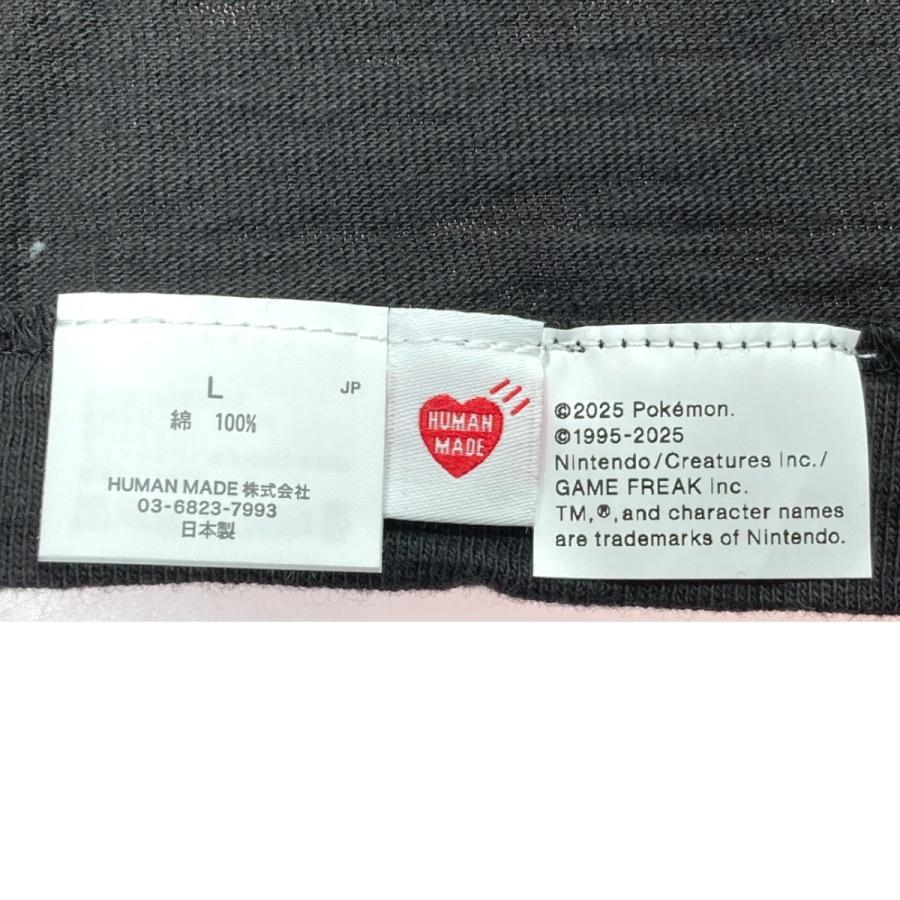 L
JP
綿 100%
HUMAN MADE 株式会社
03-6823-7993
日本製
HUMAN
MADE
©2025 Pokémon.
©1995-2025
Nintendo/Creatures Inc./
GAME FREAK inc.
TM,®,and character names
are trademarks of Nintendo.